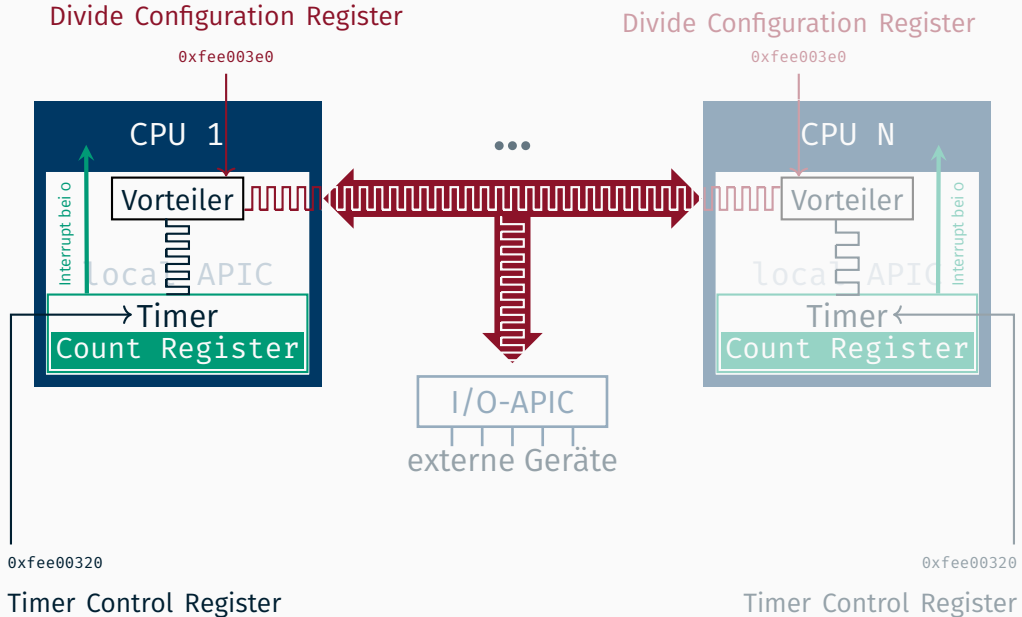 Divide Configuration Register
0xfee003e0
Divide Configuration Register
0xfee003e0
CPU 1
...
CPU N
Interrupt bei 0
Vorteiler
local APIC
Timer
Count Register
Vorteiler
Interrupt bei 0
local APIC
Timer
Count Register
I/O-APIC
externe Geräte
0xfee00320
Timer Control Register
0xfee00320
Timer Control Register